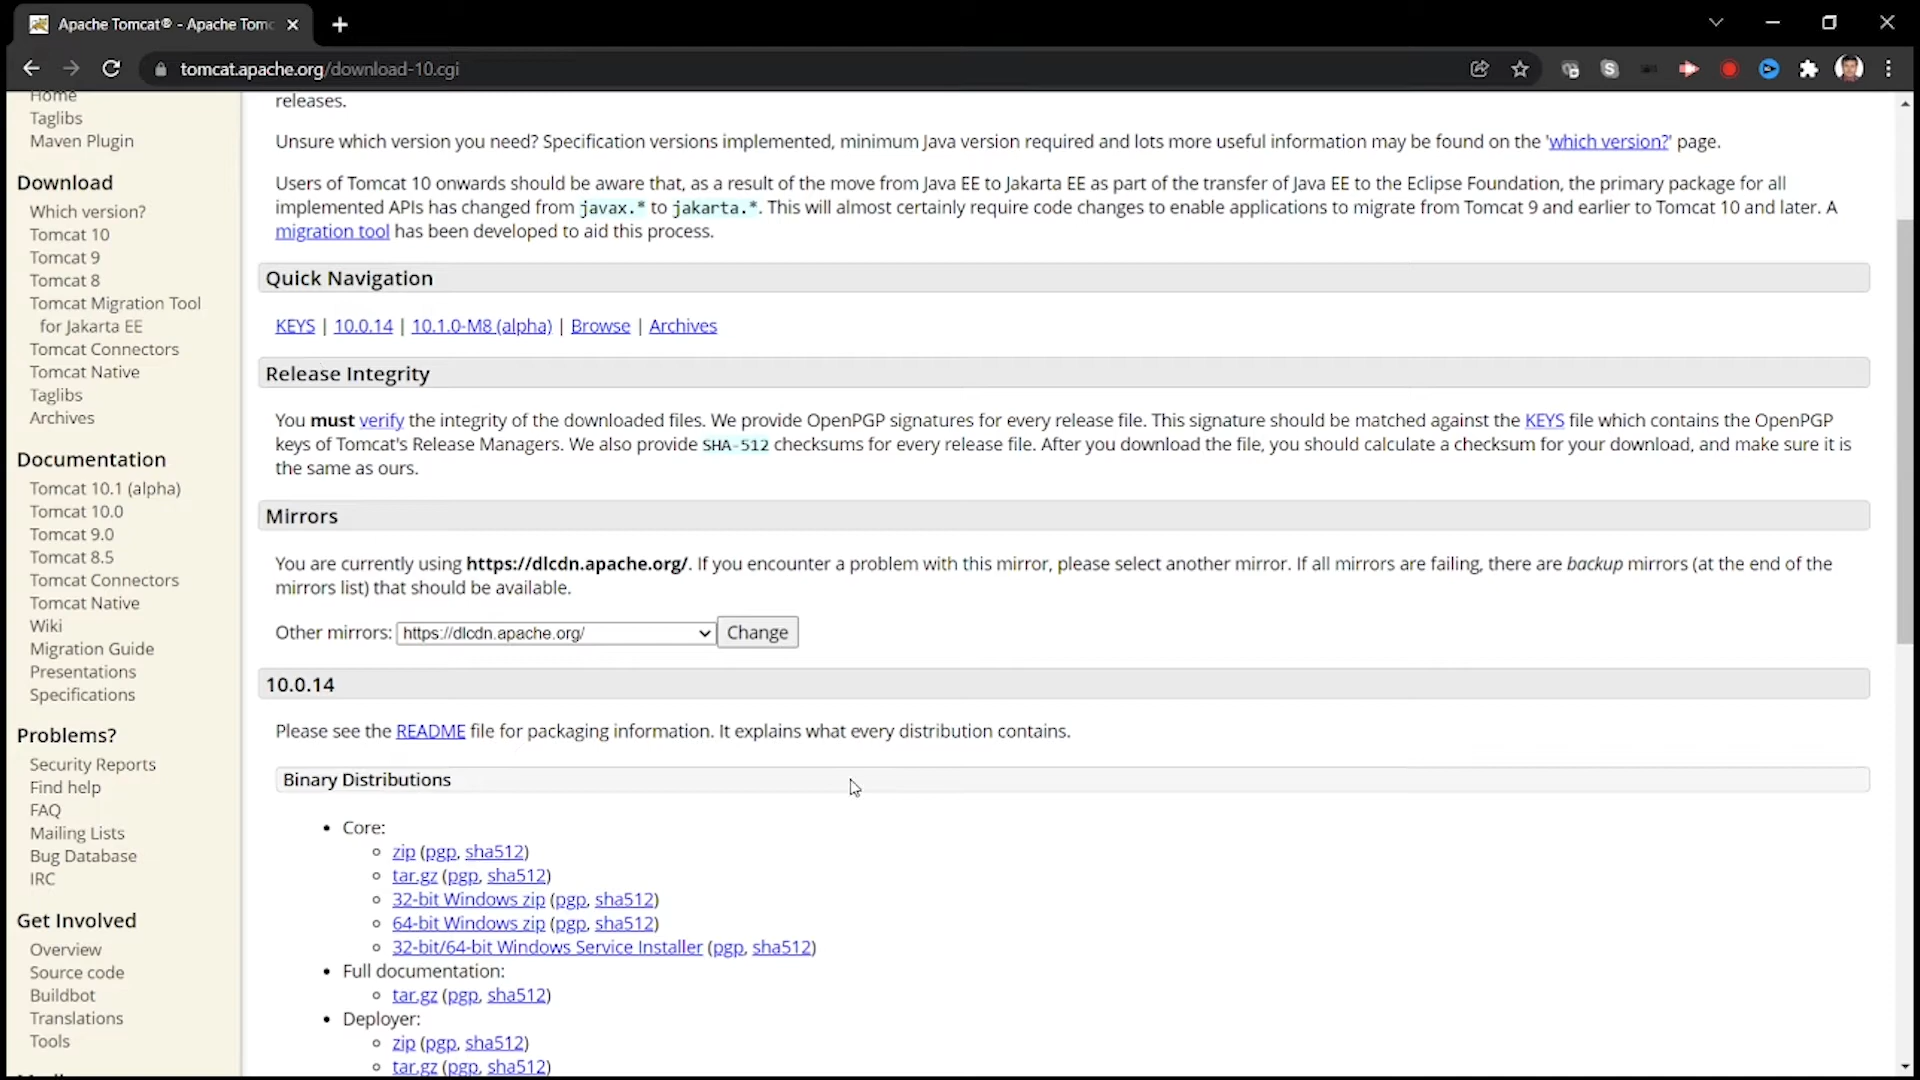 Apache Tomcat® - Apache Tomc
tomcat.apache.org/download-10.cgi
Home
Taglibs
Maven Plugin
Download
Which version?
Tomcat 10
Tomcat 9
Tomcat 8
Tomcat Migration Tool
for Jakarta EE
Tomcat Connectors
Tomcat Native
Taglibs
Archives
Documentation
Tomcat 10.1 (alpha)
Tomcat 10.0
Tomcat 9.0
Tomcat 8.5
Tomcat Connectors
Tomcat Native
Wiki
Migration Guide
Presentations
Specifications
Problems?
Security Reports
Find help
FAQ
Mailing Lists
Bug Database
IRC
Get Involved
Overview
Source code
Buildbot
Translations
Tools
releases.
Unsure which version you need? Specification versions implemented, minimum Java version required and lots more useful information may be found on the 'which version?' page.
Users of Tomcat 10 onwards should be aware that, as a result of the move from Java EE to Jakarta EE as part of the transfer of Java EE to the Eclipse Foundation, the primary package for all
implemented APIs has changed from javax.* to jakarta.*. This will almost certainly require code changes to enable applications to migrate from Tomcat 9 and earlier to Tomcat 10 and later. A
migration tool has been developed to aid this process.
Quick Navigation
KEYS | 10.0.14 | 10.1.0-M8 (alpha) | Browse | Archives
Release Integrity
You must verify the integrity of the downloaded files. We provide OpenPGP signatures for every release file. This signature should be matched against the KEYS file which contains the OpenPGP
keys of Tomcat's Release Managers. We also provide SHA-512 checksums for every release file. After you download the file, you should calculate a checksum for your download, and make sure it is
the same as ours.
Mirrors
You are currently using https://dlcdn.apache.org/. If you encounter a problem with this mirror, please select another mirror. If all mirrors are failing, there are backup mirrors (at the end of the
mirrors list) that should be available.
Other mirrors: https://dlcdn.apache.org/ Change
10.0.14
Please see the README file for packaging information. It explains what every distribution contains.
Binary Distributions
• Core:
zip (pgp, sha512)
tar.gz (pgp, sha512)
32-bit Windows zip (pgp, sha512)
64-bit Windows zip (pgp, sha512)
32-bit/64-bit Windows Service Installer (pgp, sha512)
• Full documentation:
tar.gz (pgp, sha512)
• Deployer:
zip (pgp, sha512)
tar.gz (pgp, sha512)